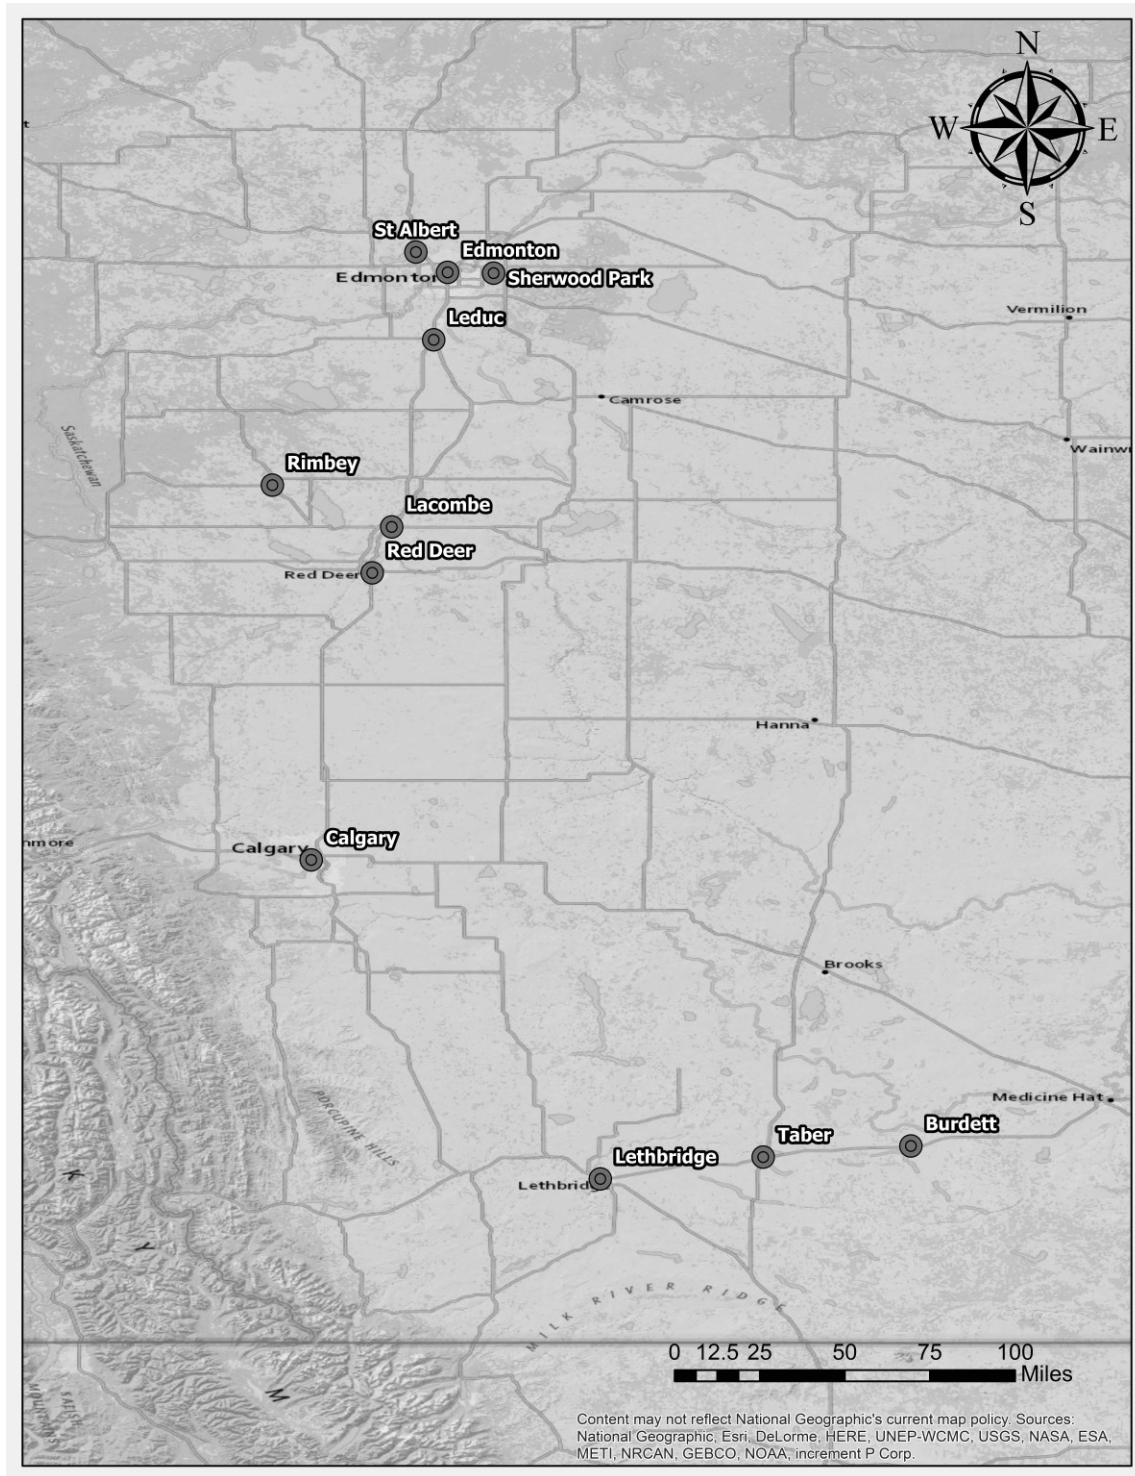 N
W E
S
t
St Albert
Edmonton
Edmonton
Sherwood Park
Leduc
Vermilion
Camrose
Saskatchewan
Wainwr
Rimbey
Lacombe
Red Deer
Red Deer
Hanna
Calgary
Calgary
nmore
Brooks
Medicine Hat
PORCUPINE HILLS
Burdett
Taber
Lethbridge
Lethbrid
K
Y
M
MILK RIVER RIDGE
0 12.5 25 50 75 100
Miles
SALISH
MOUNTAINS
Content may not reflect National Geographic's current map policy. Sources:
National Geographic, Esri, DeLorme, HERE, UNEP-WCMC, USGS, NASA, ESA,
METI, NRCAN, GEBCO, NOAA, increment P Corp.